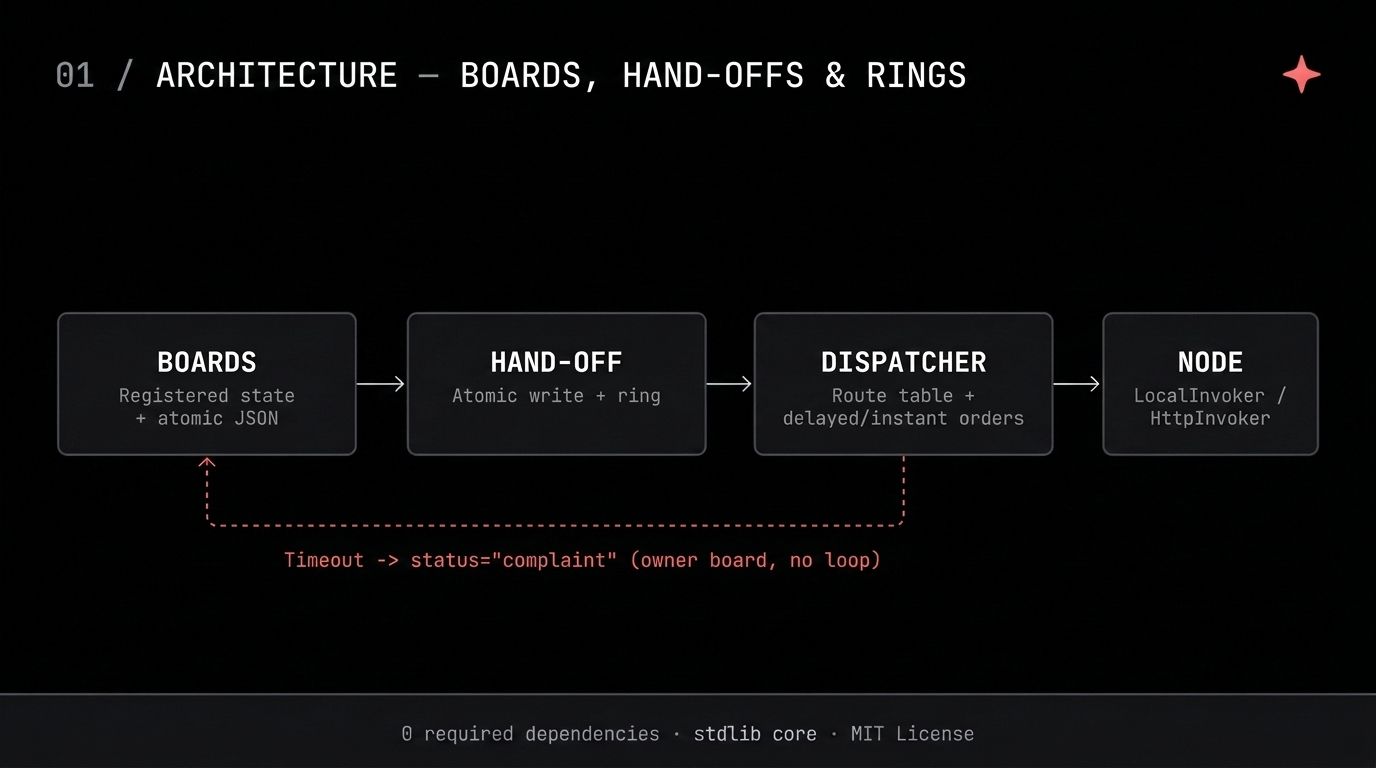 01 / ARCHITECTURE — BOARDS, HAND-OFFS & RINGS
BOARDS
Registered state
+ atomic JSON
HAND-OFF
Atomic write + ring
DISPATCHER
Route table +
delayed/instant orders
NODE
LocalInvoker /
HttpInvoker
Timeout -> status="complaint" (owner board, no loop)
0 required dependencies · stdlib core · MIT License